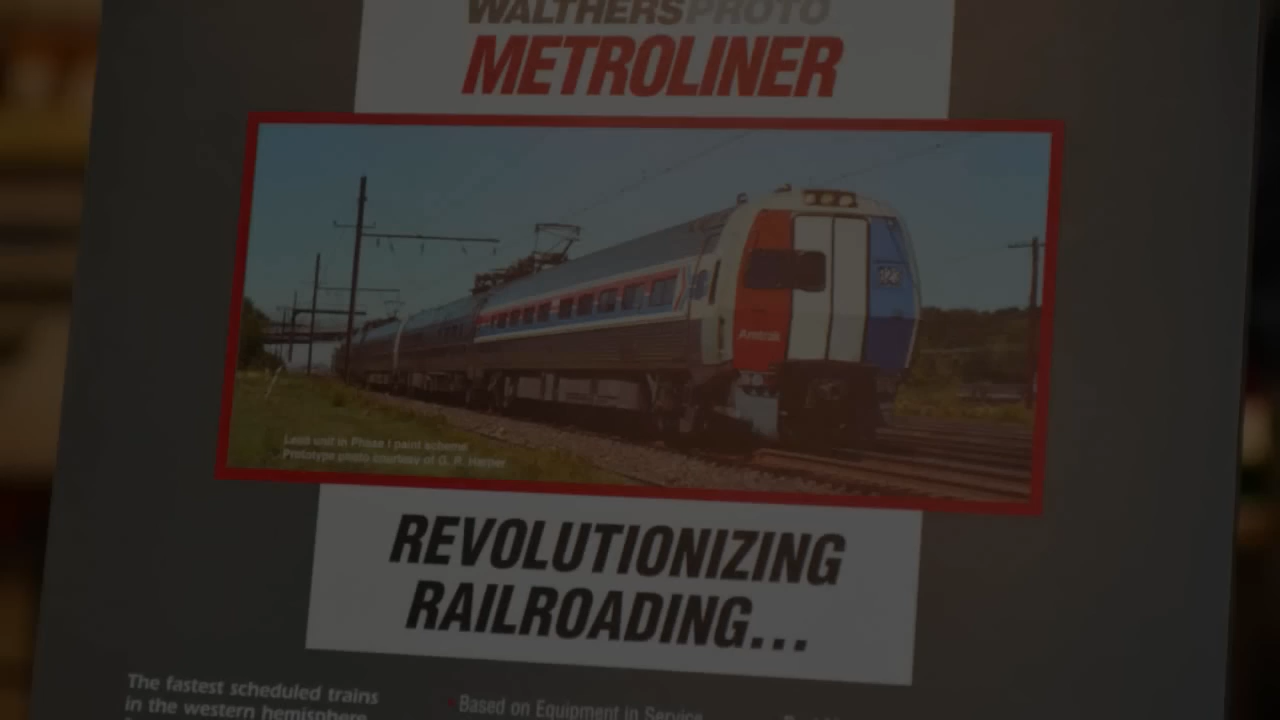 WALTHERSPROTO
METROLINER
Amtrak
Lead unit in Phase I paint scheme
Prototype photo courtesy of G. R. Harper
REVOLUTIONIZING
RAILROADING...
The fastest scheduled trains
in the western hemisphere
Based on Equipment in Service